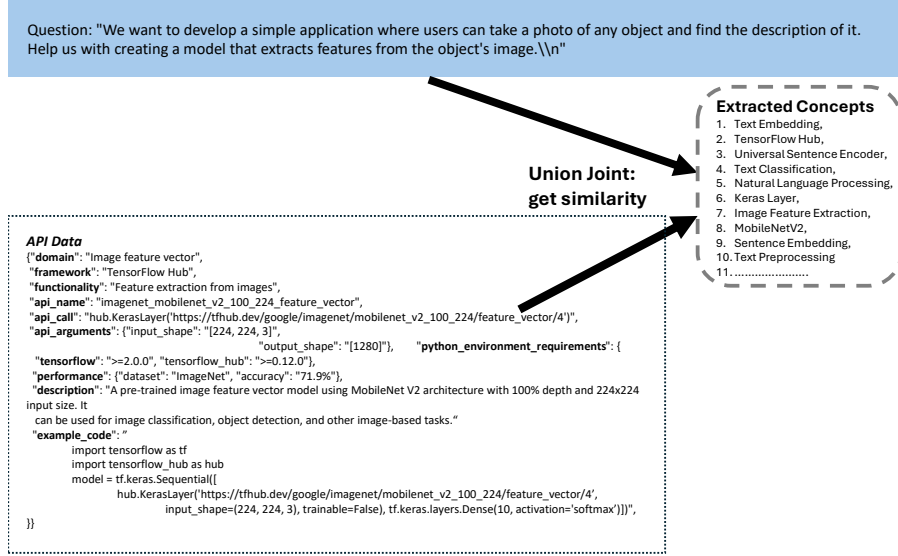 Question: "We want to develop a simple application where users can take a photo of any object and find the description of it.
Help us with creating a model that extracts features from the object's image.\\n"
Extracted Concepts
1. Text Embedding,
2. TensorFlow Hub,
3. Universal Sentence Encoder,
4. Text Classification,
5. Natural Language Processing,
6. Keras Layer,
7. Image Feature Extraction,
8. MobileNetV2,
9. Sentence Embedding,
10. Text Preprocessing
11. ......................
Union Joint:
get similarity
API Data
{"domain": "Image feature vector",
"framework": "TensorFlow Hub",
"functionality": "Feature extraction from images",
"api_name": "imagenet_mobilenet_v2_100_224_feature_vector",
"api_call": "hub.KerasLayer('https://tfhub.dev/google/imagenet/mobilenet_v2_100_224/feature_vector/4')",
"api_arguments": {"input_shape": "[224, 224, 3]",
"output_shape": "[1280]"}, "python_environment_requirements": {
"tensorflow": ">=2.0.0", "tensorflow_hub": ">=0.12.0"},
"performance": {"dataset": "ImageNet", "accuracy": "71.9%"},
"description": "A pre-trained image feature vector model using MobileNet V2 architecture with 100% depth and 224x224
input size. It
can be used for image classification, object detection, and other image-based tasks.“
"example_code": ”
import tensorflow as tf
import tensorflow_hub as hub
model = tf.keras.Sequential([
hub.KerasLayer('https://tfhub.dev/google/imagenet/mobilenet_v2_100_224/feature_vector/4’,
input_shape=(224, 224, 3), trainable=False), tf.keras.layers.Dense(10, activation='softmax’)])",
}}